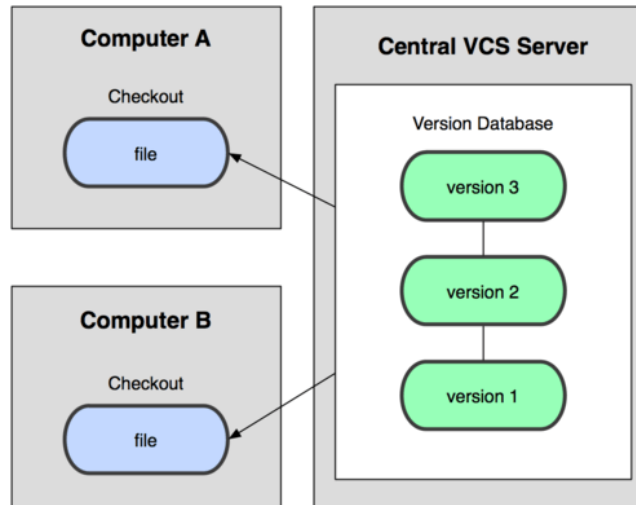 Computer A
Checkout
file
Computer B
Checkout
file
Central VCS Server
Version Database
version 3
version 2
version 1